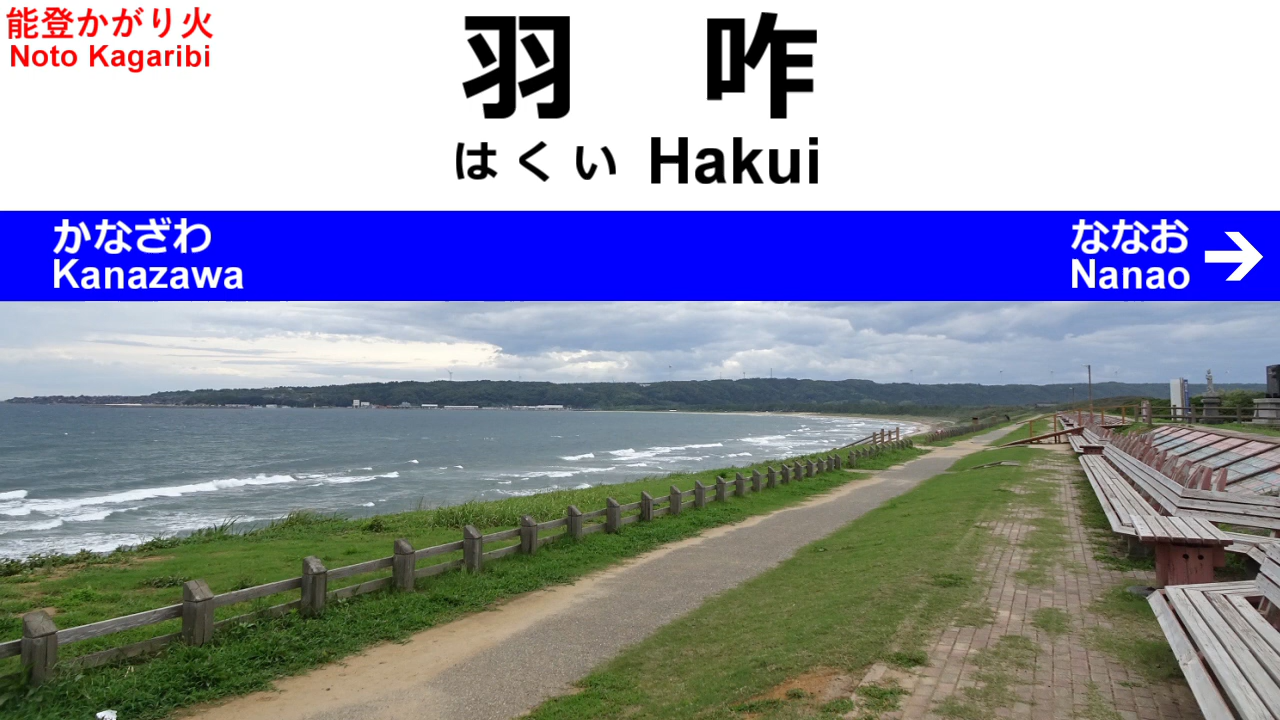 能登かがり火
Noto Kagaribi
羽咋
はくい Hakui
かなざわ
Kanazawa
ななお
Nanao